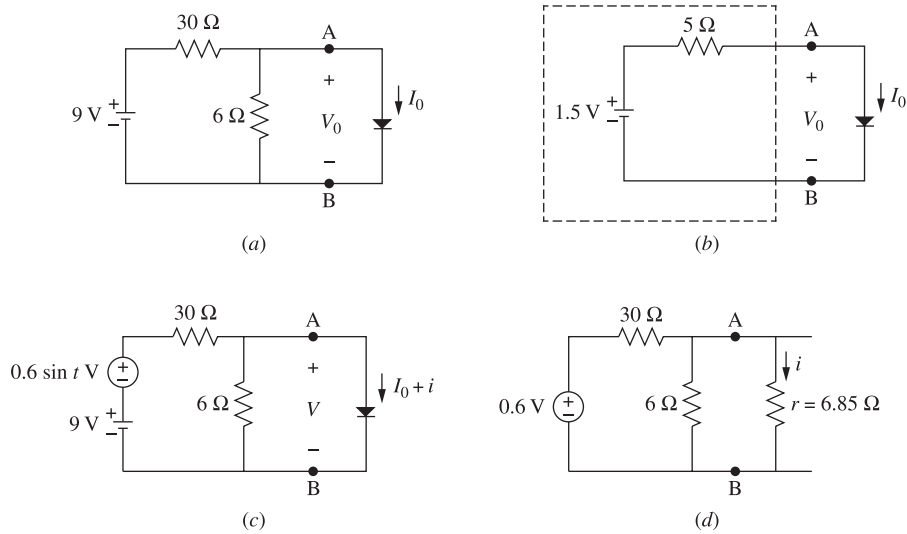 30 Ω
A
9 V
+
−
6 Ω
+
V₀
−
I₀
B
(a)
5 Ω
A
1.5 V
+
−
+
V₀
−
I₀
B
(b)
30 Ω
A
0.6 sin t V
+
−
9 V
+
−
6 Ω
+
V
−
I₀ + i
B
(c)
30 Ω
A
0.6 V
+
−
6 Ω
i
r = 6.85 Ω
B
(d)